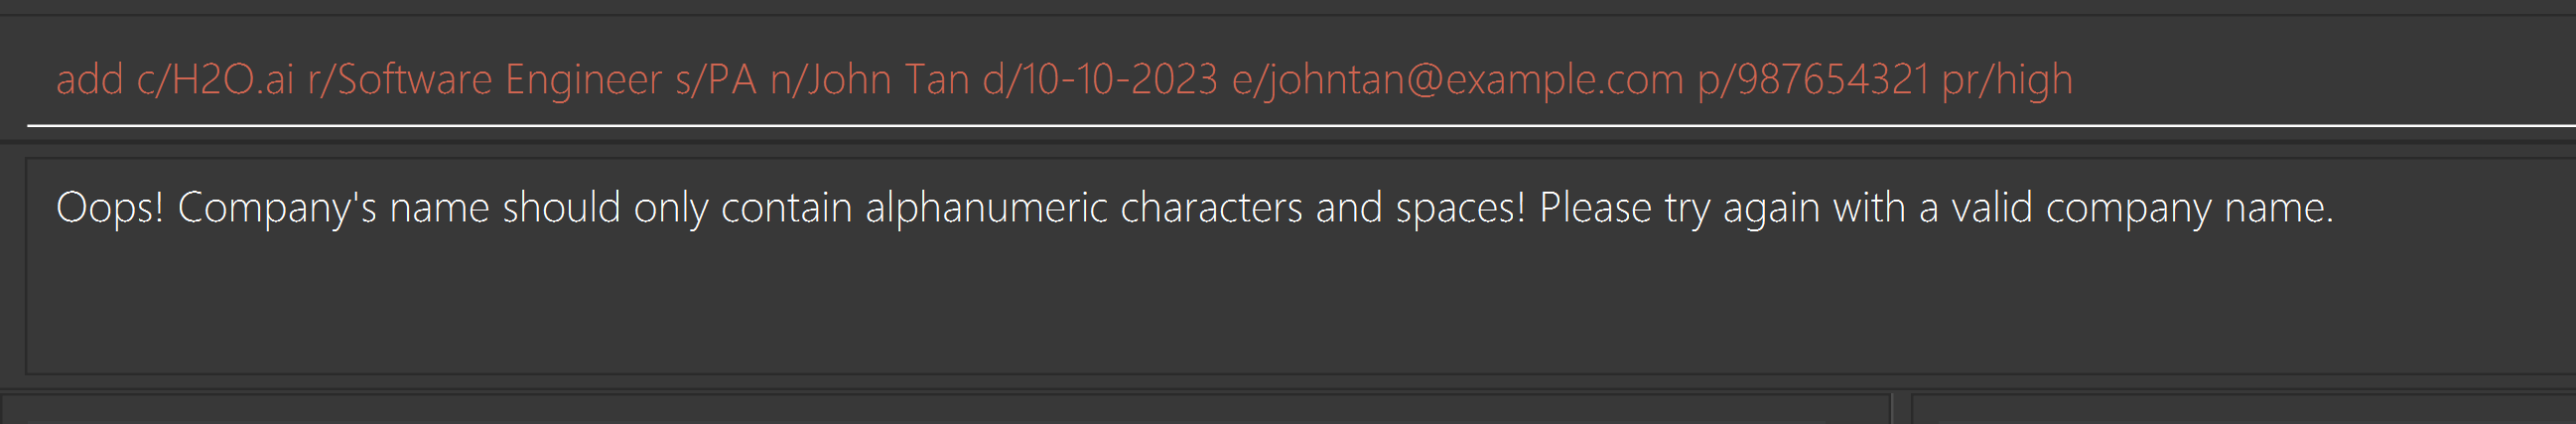 add c/H2O.ai r/Software Engineer s/PA n/John Tan d/10-10-2023 e/johntan@example.com p/987654321 pr/high
Oops! Company's name should only contain alphanumeric characters and spaces! Please try again with a valid company name.